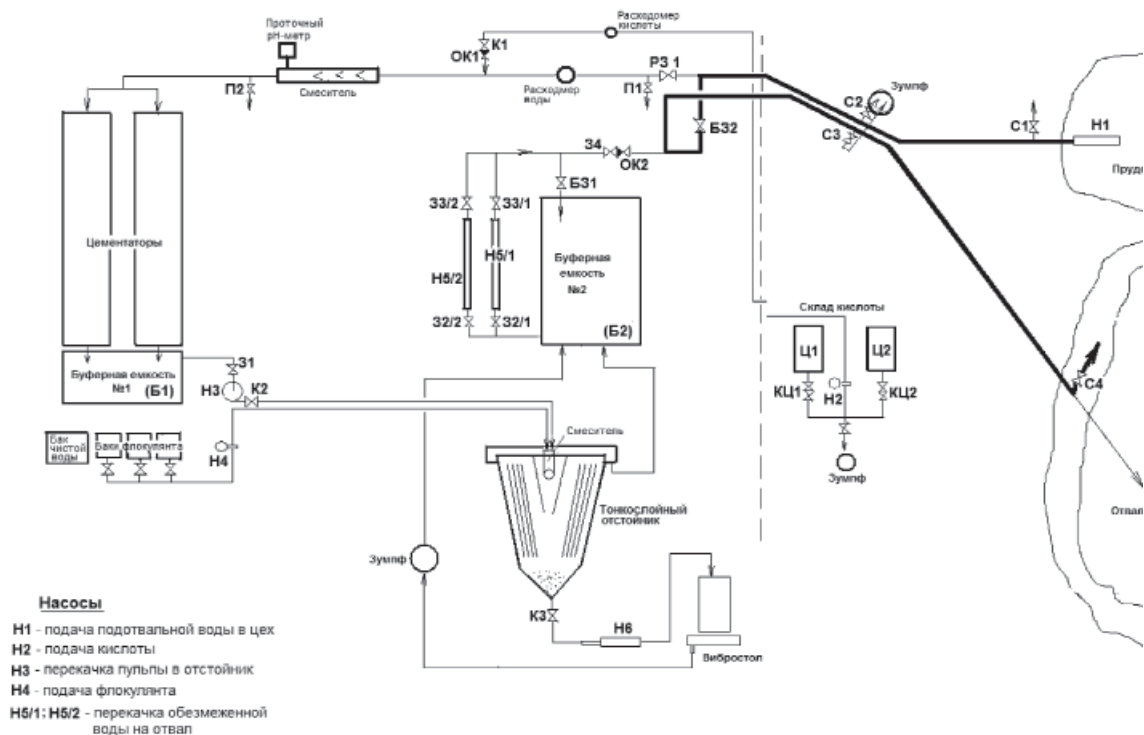 Расходомер
кислоты
Проточный
pH-метр
К1
ОК1
РЗ 1
П2
Смеситель
Расходомер
воды
П1
Зумпф
С2
С3
С1
Н1
БЗ2
Пруд
З4
ОК2
БЗ1
З3/2
З3/1
Цементаторы
Н5/1
Н5/2
Буферная
емкость
№2
З2/2
З2/1
(Б2)
Склад кислоты
Ц1
Ц2
З1
Буферная емкость
№1
(Б1)
Н3
К2
КЦ1
Н2
КЦ2
С4
Бак
чистой
воды
Баки флокулянта
Н4
Смеситель
Зумпф
Тонкослойный
отстойник
Отвал
Зумпф
К3
Н6
Вибростол
Насосы
Н1 - подача подотвальной воды в цех
Н2 - подача кислоты
Н3 - перекачка пульпы в отстойник
Н4 - подача флокулянта
Н5/1; Н5/2 - перекачка обезмеженной
воды на отвал